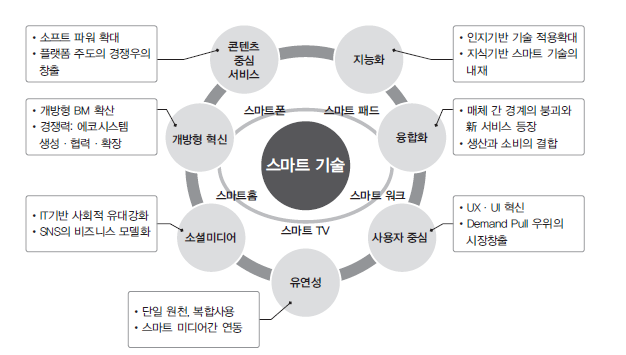 • 소프트 파워 확대
• 플랫폼 주도의 경쟁우의
창출
콘텐츠
중심
서비스
지능화
• 인지기반 기술 적용확대
• 지식기반 스마트 기술의
내재
• 개방형 BM 확산
• 경쟁력: 에코시스템
생성 · 협력 · 확장
개방형 혁신
스마트폰
스마트 패드
융합화
• 매체 간 경계의 붕괴와
新 서비스 등장
• 생산과 소비의 결합
스마트 기술
• IT기반 사회적 유대강화
• SNS의 비즈니스 모델화
소셜미디어
스마트홈
스마트 TV
스마트 워크
사용자 중심
• UX · UI 혁신
• Demand Pull 우위의
시장창출
유연성
• 단일 원천, 복합사용
• 스마트 미디어간 연동